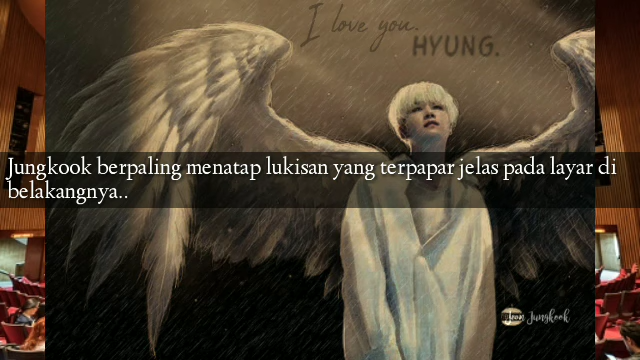 I love you.
HYUNG.
Jungkook berpaling menatap lukisan yang terpapar jelas pada layar di
belakangnya..
Jungkook